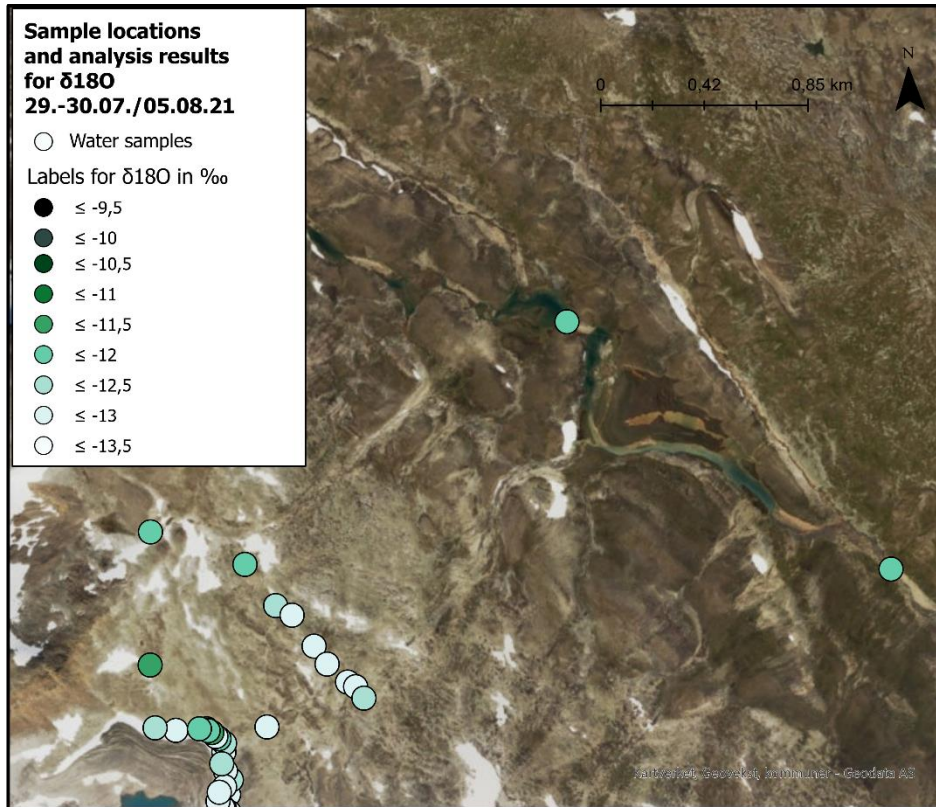 Sample locations
and analysis results
for δ18O
29.-30.07./05.08.21
Water samples
Labels for δ18O in ‰
≤ -9,5
≤ -10
≤ -10,5
≤ -11
≤ -11,5
≤ -12
≤ -12,5
≤ -13
≤ -13,5
0 0,42 0,85 km
N
Kartverket, Geovekst, kommuner - Geodata AS